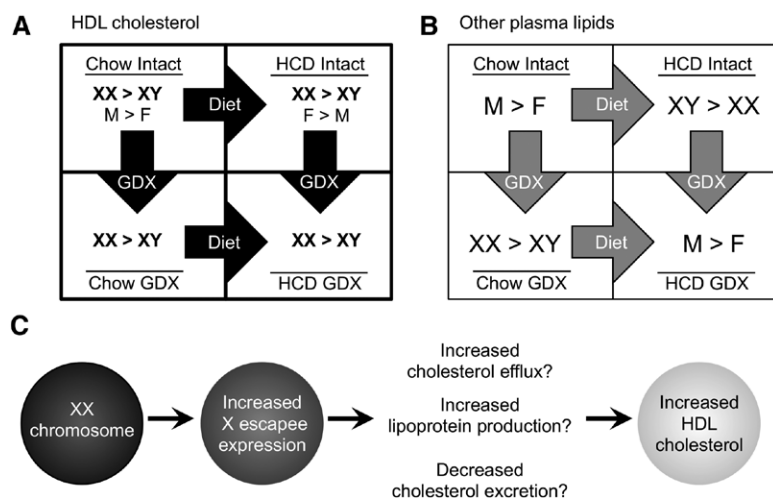 A HDL cholesterol
Chow Intact
XX > XY
M > F
Diet
HCD Intact
XX > XY
F > M
GDX
GDX
XX > XY
Chow GDX
Diet
XX > XY
HCD GDX
B Other plasma lipids
Chow Intact
M > F
Diet
HCD Intact
XY > XX
GDX
GDX
XX > XY
Chow GDX
Diet
M > F
HCD GDX
C
XX
chromosome
Increased
X escapee
expression
Increased
cholesterol efflux?
Increased
lipoprotein production?
Decreased
cholesterol excretion?
Increased
HDL
cholesterol